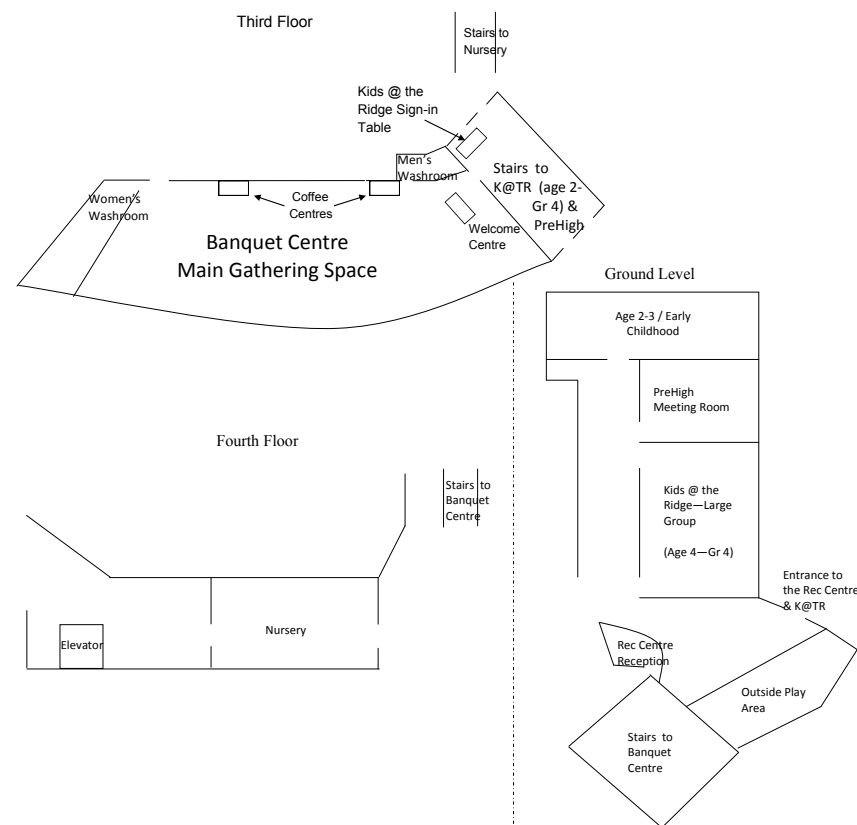 Third Floor
Stairs to
Nursery
Kids @ the
Ridge Sign-in
Table
Men's
Washroom
Stairs to
K@TR (age 2-
Gr 4) &
PreHigh
Women's
Washroom
Coffee
Centres
Welcome
Centre
Banquet Centre
Main Gathering Space
Ground Level
Age 2-3 / Early
Childhood
PreHigh
Meeting Room
Kids @ the
Ridge—Large
Group
(Age 4—Gr 4)
Entrance to
the Rec Centre
& K@TR
Rec Centre
Reception
Outside Play
Area
Stairs to
Banquet
Centre
Fourth Floor
Stairs to
Banquet
Centre
Elevator
Nursery